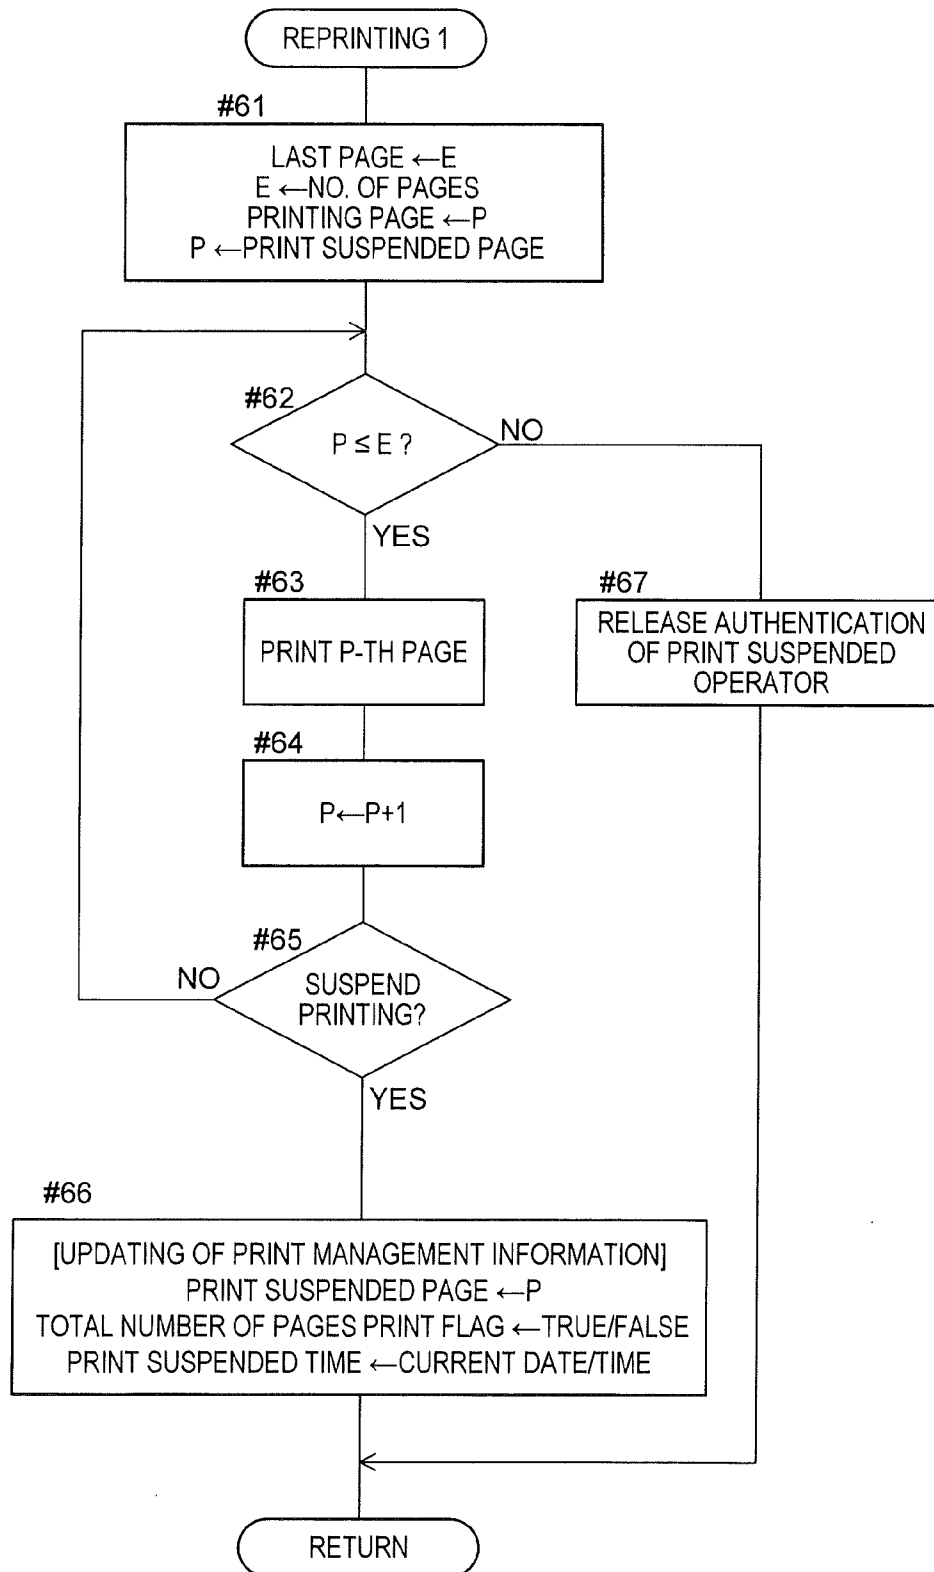 REPRINTING 1
#61
LAST PAGE ←E
E ←NO. OF PAGES
PRINTING PAGE ←P
P ←PRINT SUSPENDED PAGE
#62
P ≤ E ?
NO
YES
#63
PRINT P-TH PAGE
#67
RELEASE AUTHENTICATION
OF PRINT SUSPENDED
OPERATOR
#64
P←P+1
#65
SUSPEND
PRINTING?
NO
YES
#66
[UPDATING OF PRINT MANAGEMENT INFORMATION]
PRINT SUSPENDED PAGE ←P
TOTAL NUMBER OF PAGES PRINT FLAG ←TRUE/FALSE
PRINT SUSPENDED TIME ←CURRENT DATE/TIME
RETURN